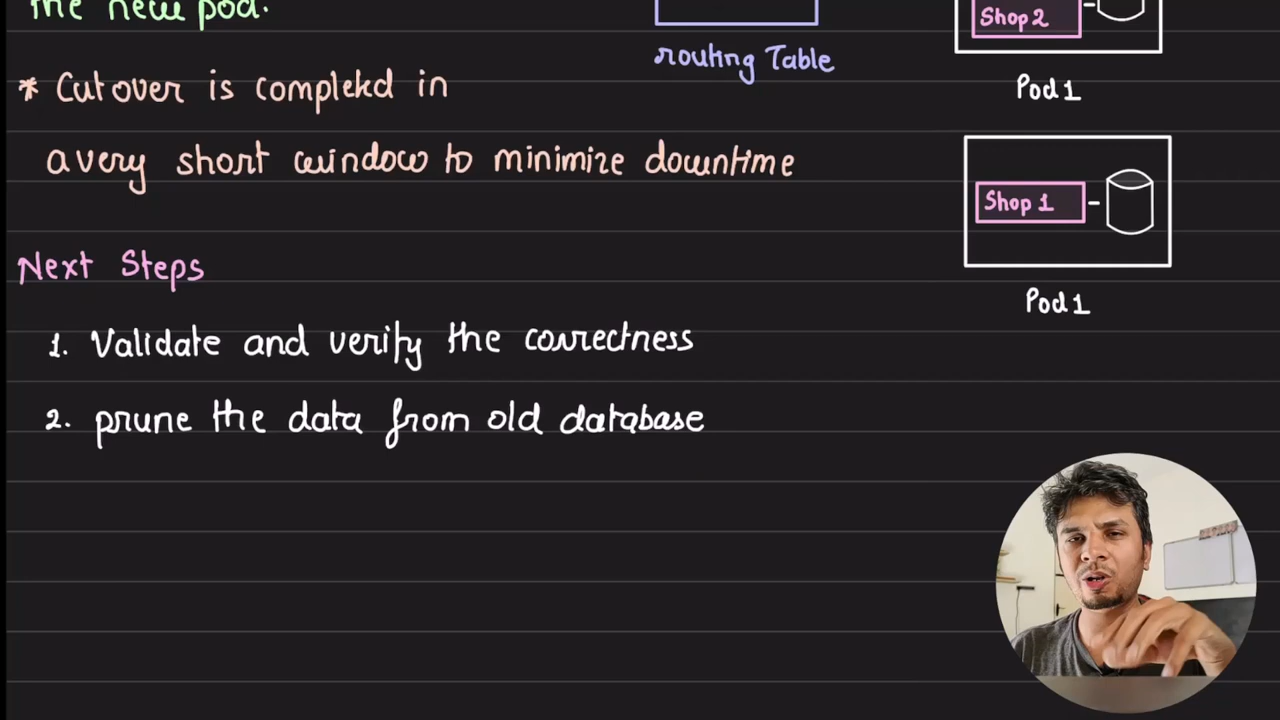 the new pod.
Shop 2
routing Table
Pod 1
* Cutover is completed in
a very short window to minimize downtime
Shop 1
Pod 1
Next Steps
1. Validate and verify the correctness
2. prune the data from old database